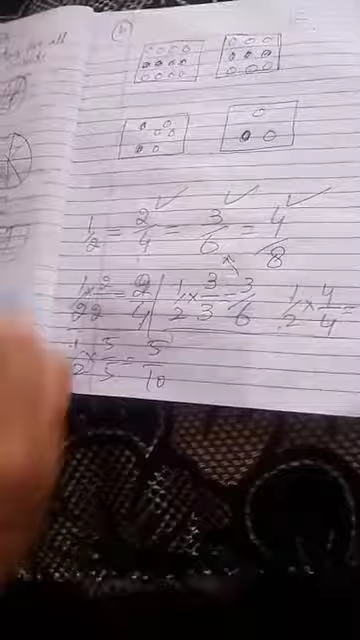 (b)
1/2 = 2/4 = 3/6 = 4/8
1/2 × 2/2 = 2/4 1/2 × 3/3 = 3/6 1/2 × 4/4 =
1/2 × 5/5 = 5/10